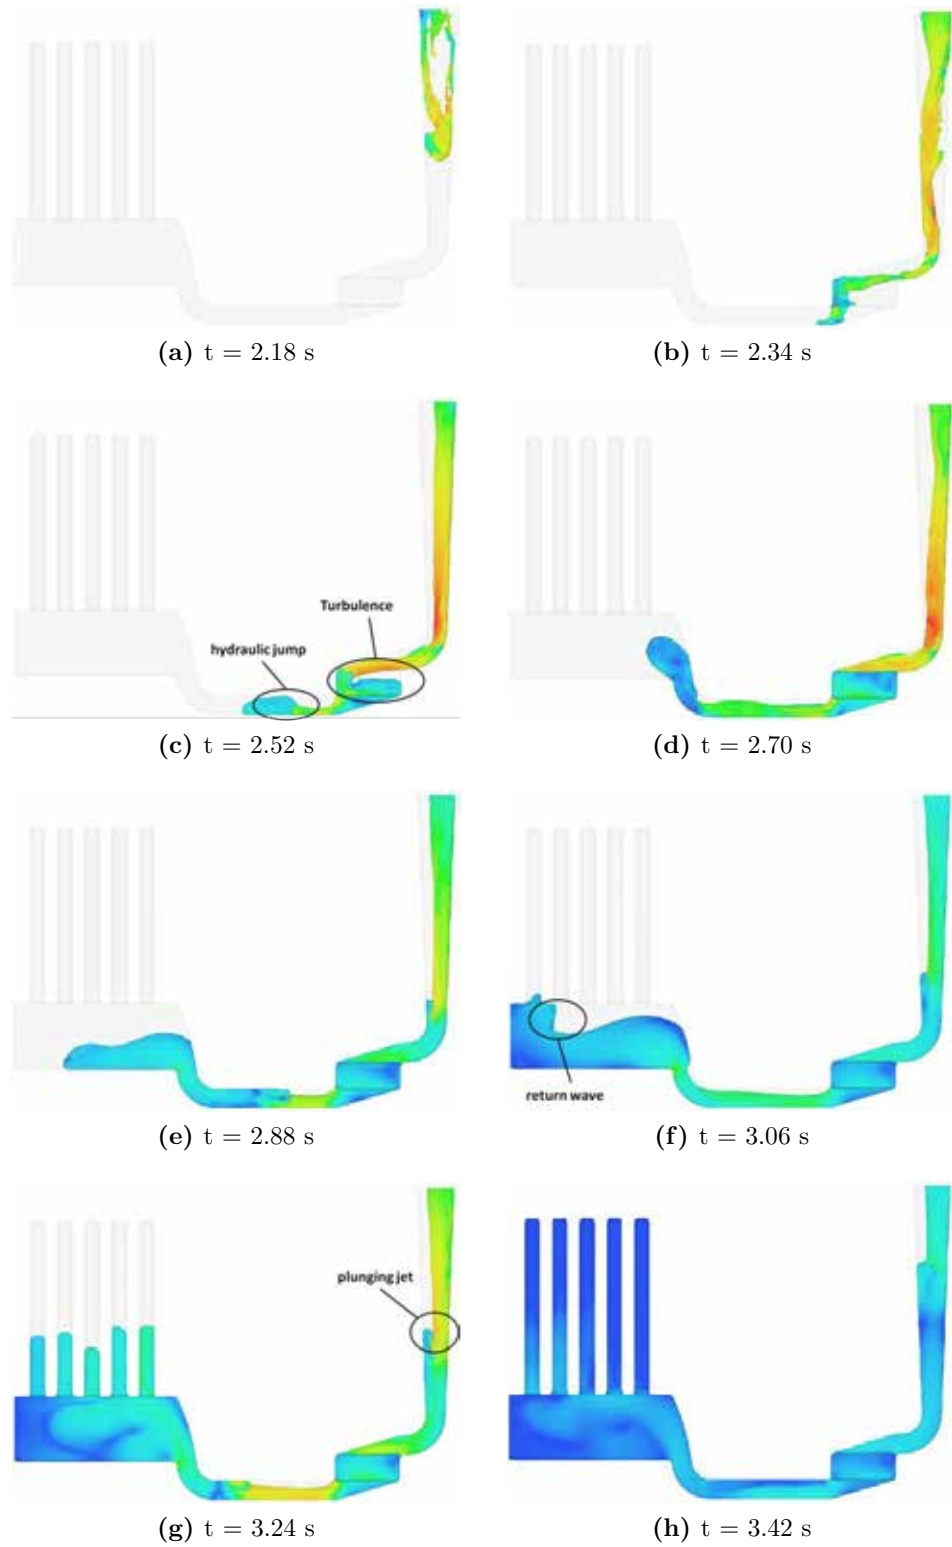 (a) t = 2.18 s
(b) t = 2.34 s
Turbulence
hydraulic jump
(c) t = 2.52 s
(d) t = 2.70 s
(e) t = 2.88 s
return wave
(f) t = 3.06 s
plunging jet
(g) t = 3.24 s
(h) t = 3.42 s